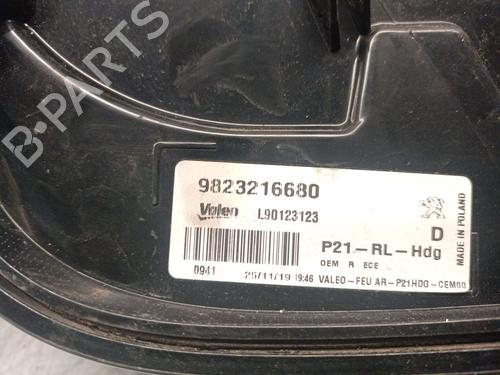 B-PARTS
9823216680
Valeo L90123123
D
P21-RL-Hdg
OEM R ECE
0941 25/11/19 19:46 VALEO-FEU AR-P21HDG-CEM00
MADE IN POLAND